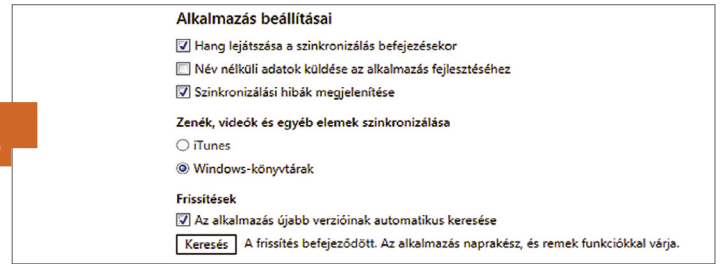 Alkalmazás beállításai
Hang lejátszása a szinkronizálás befejezésekor
Név nélküli adatok küldése az alkalmazás fejlesztéséhez
Szinkronizálási hibák megjelenítése
Zenék, videók és egyéb elemek szinkronizálása
iTunes
Windows-könyvtárak
Frissítések
Az alkalmazás újabb verzióinak automatikus keresése
Keresés A frissítés befejeződött. Az alkalmazás naprakész, és remek funkciókkal várja.